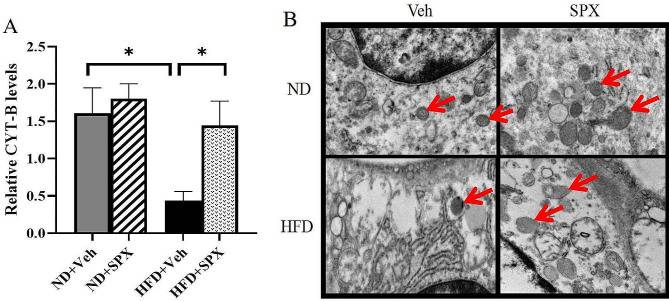 A
B
Veh
SPX
ND
HFD
Relative CYT-B levels
2.5
2.0
1.5
1.0
0.5
0.0
*
*
ND+Veh
ND+SPX
HFD+Veh
HFD+SPX